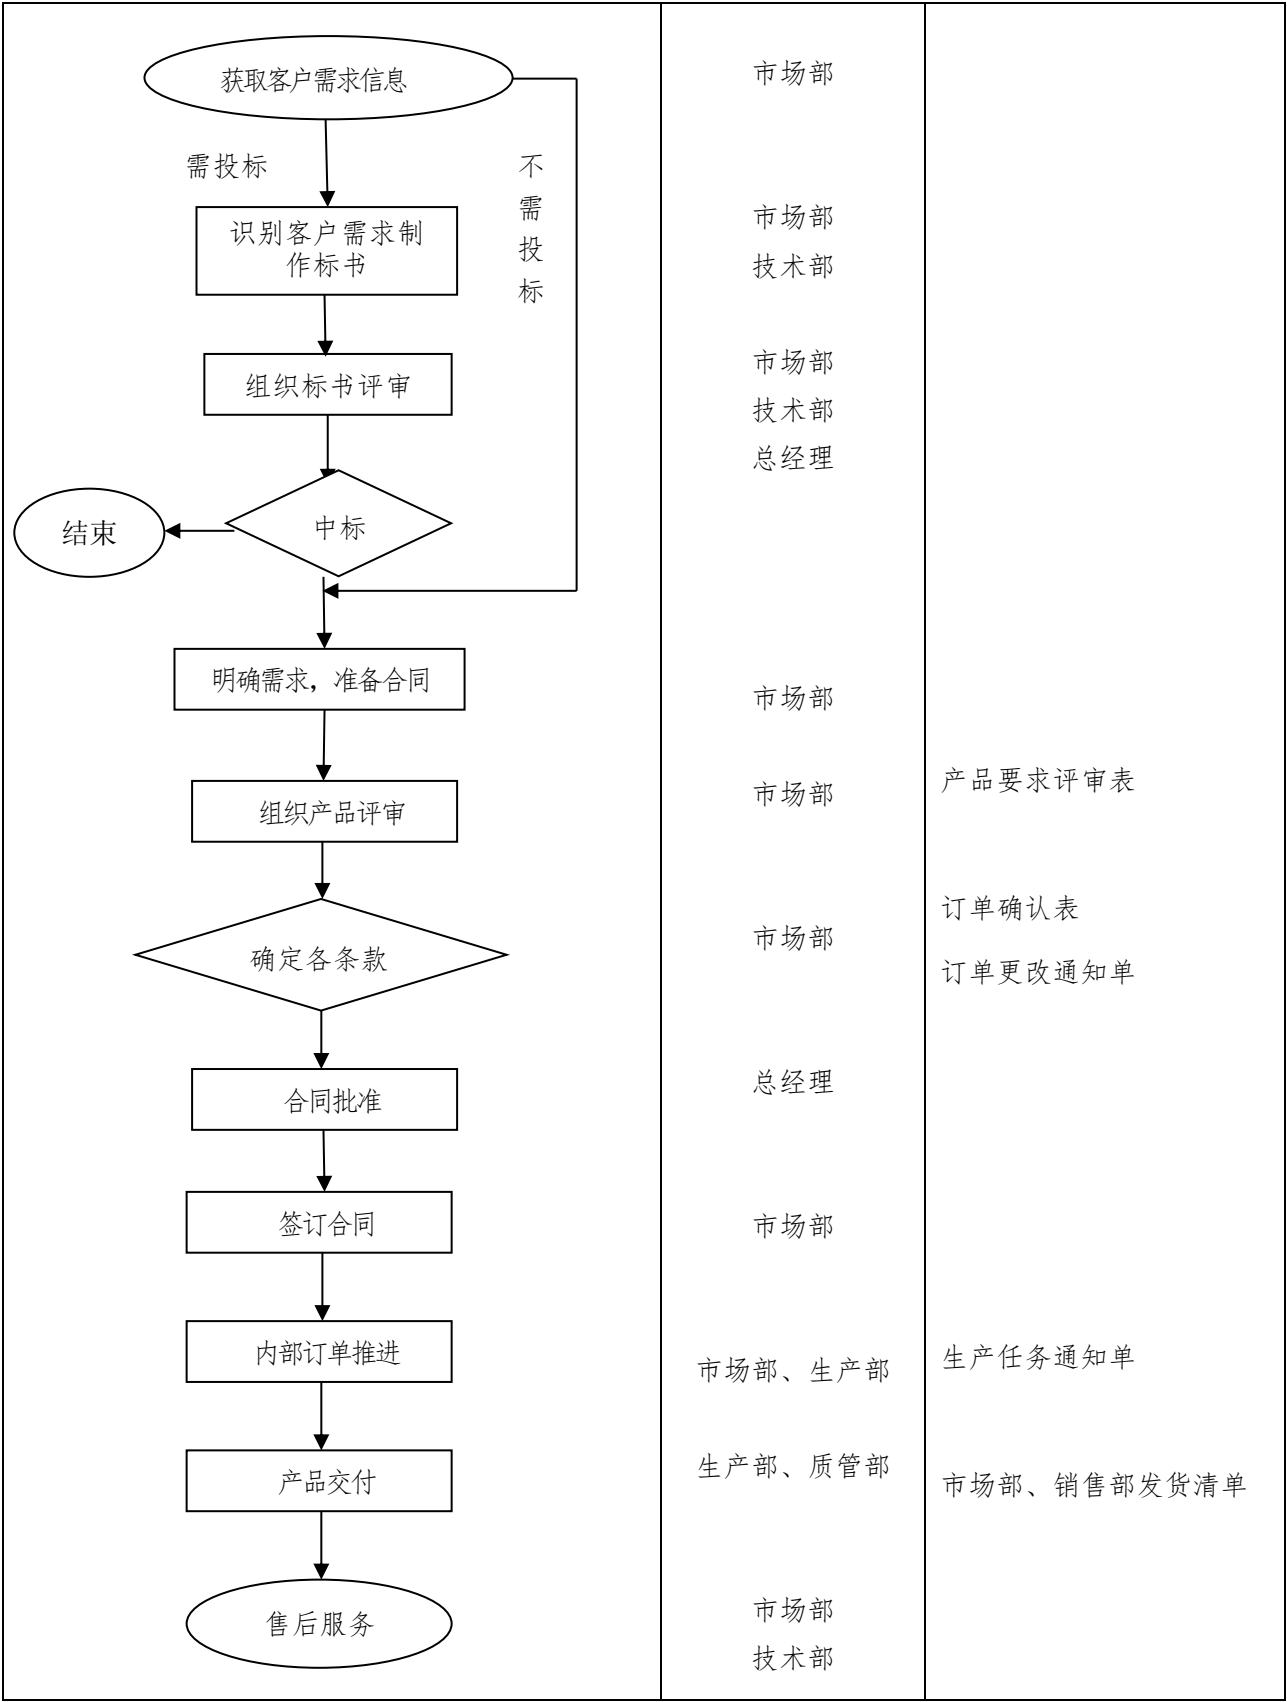 获取客户需求信息
市场部
需投标
不
需
投
标
识别客户需求制
作标书
市场部
技术部
组织标书评审
市场部
技术部
总经理
中标
结束
明确需求，准备合同
市场部
组织产品评审
市场部
产品要求评审表
确定各条款
市场部
订单确认表
订单更改通知单
合同批准
总经理
签订合同
市场部
内部订单推进
市场部、生产部
生产任务通知单
产品交付
生产部、质管部
市场部、销售部发货清单
售后服务
市场部
技术部